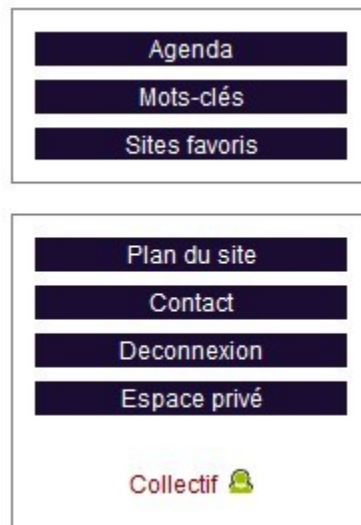 Agenda
Mots-clés
Sites favoris
Plan du site
Contact
Deconnexion
Espace privé
Collectif